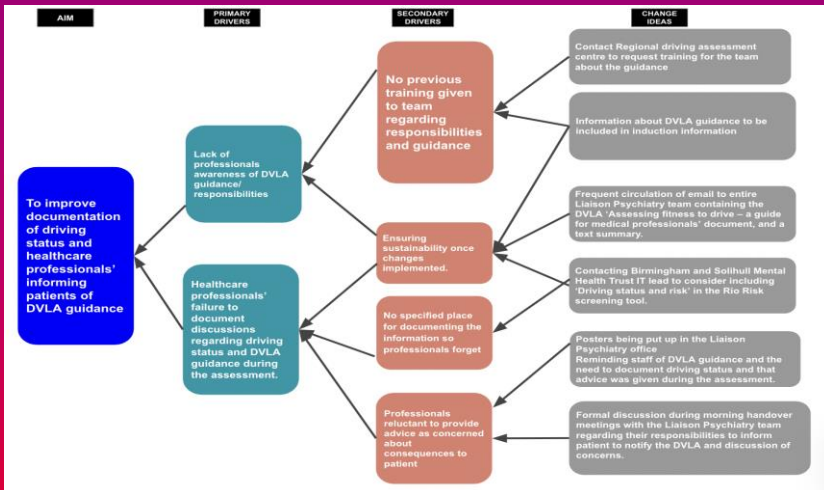 AIM
PRIMARY
DRIVERS
SECONDARY
DRIVERS
CHANGE
IDEAS
To improve
documentation
of driving
status and
healthcare
professionals'
informing
patients of
DVLA guidance
Lack of
professionals
awareness of DVLA
guidance/
responsibilities
Healthcare
professionals'
failure to
document
discussions
regarding driving
status and DVLA
guidance during
the assessment.
No previous
training given
to team
regarding
responsibilities
and guidance
Ensuring
sustainability once
changes
implemented.
No specified place
for documenting the
information so
professionals forget
Professionals
reluctant to provide
advice as concerned
about
consequences to
patient
Contact Regional driving assessment
centre to request training for the team
about the guidance
Information about DVLA guidance to be
included in induction information
Frequent circulation of email to entire
Liaison Psychiatry team containing the
DVLA 'Assessing fitness to drive – a guide
for medical professionals' document, and a
text summary.
Contacting Birmingham and Solihull Mental
Health Trust IT lead to consider including
'Driving status and risk' in the Rio Risk
screening tool.
Posters being put up in the Liaison
Psychiatry office
Reminding staff of DVLA guidance and the
need to document driving status and that
advice was given during the assessment.
Formal discussion during morning handover
meetings with the Liaison Psychiatry team
regarding their responsibilities to inform
patient to notify the DVLA and discussion of
concerns.